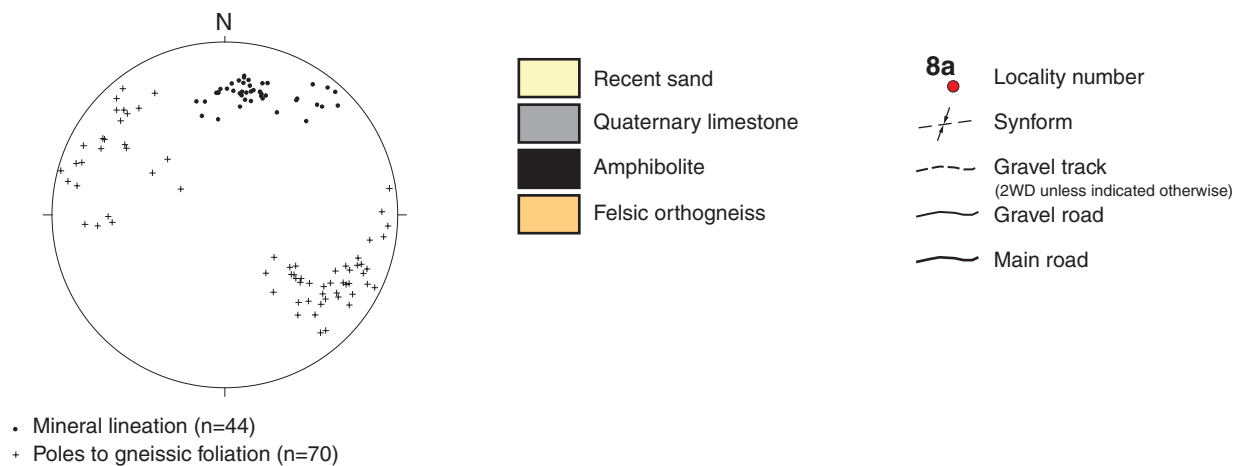 N
Mineral lineation (n=44)
Poles to gneissic foliation (n=70)
Recent sand
Quaternary limestone
Amphibolite
Felsic orthogneiss
8a
Locality number
Synform
Gravel track
(2WD unless indicated otherwise)
Gravel road
Main road